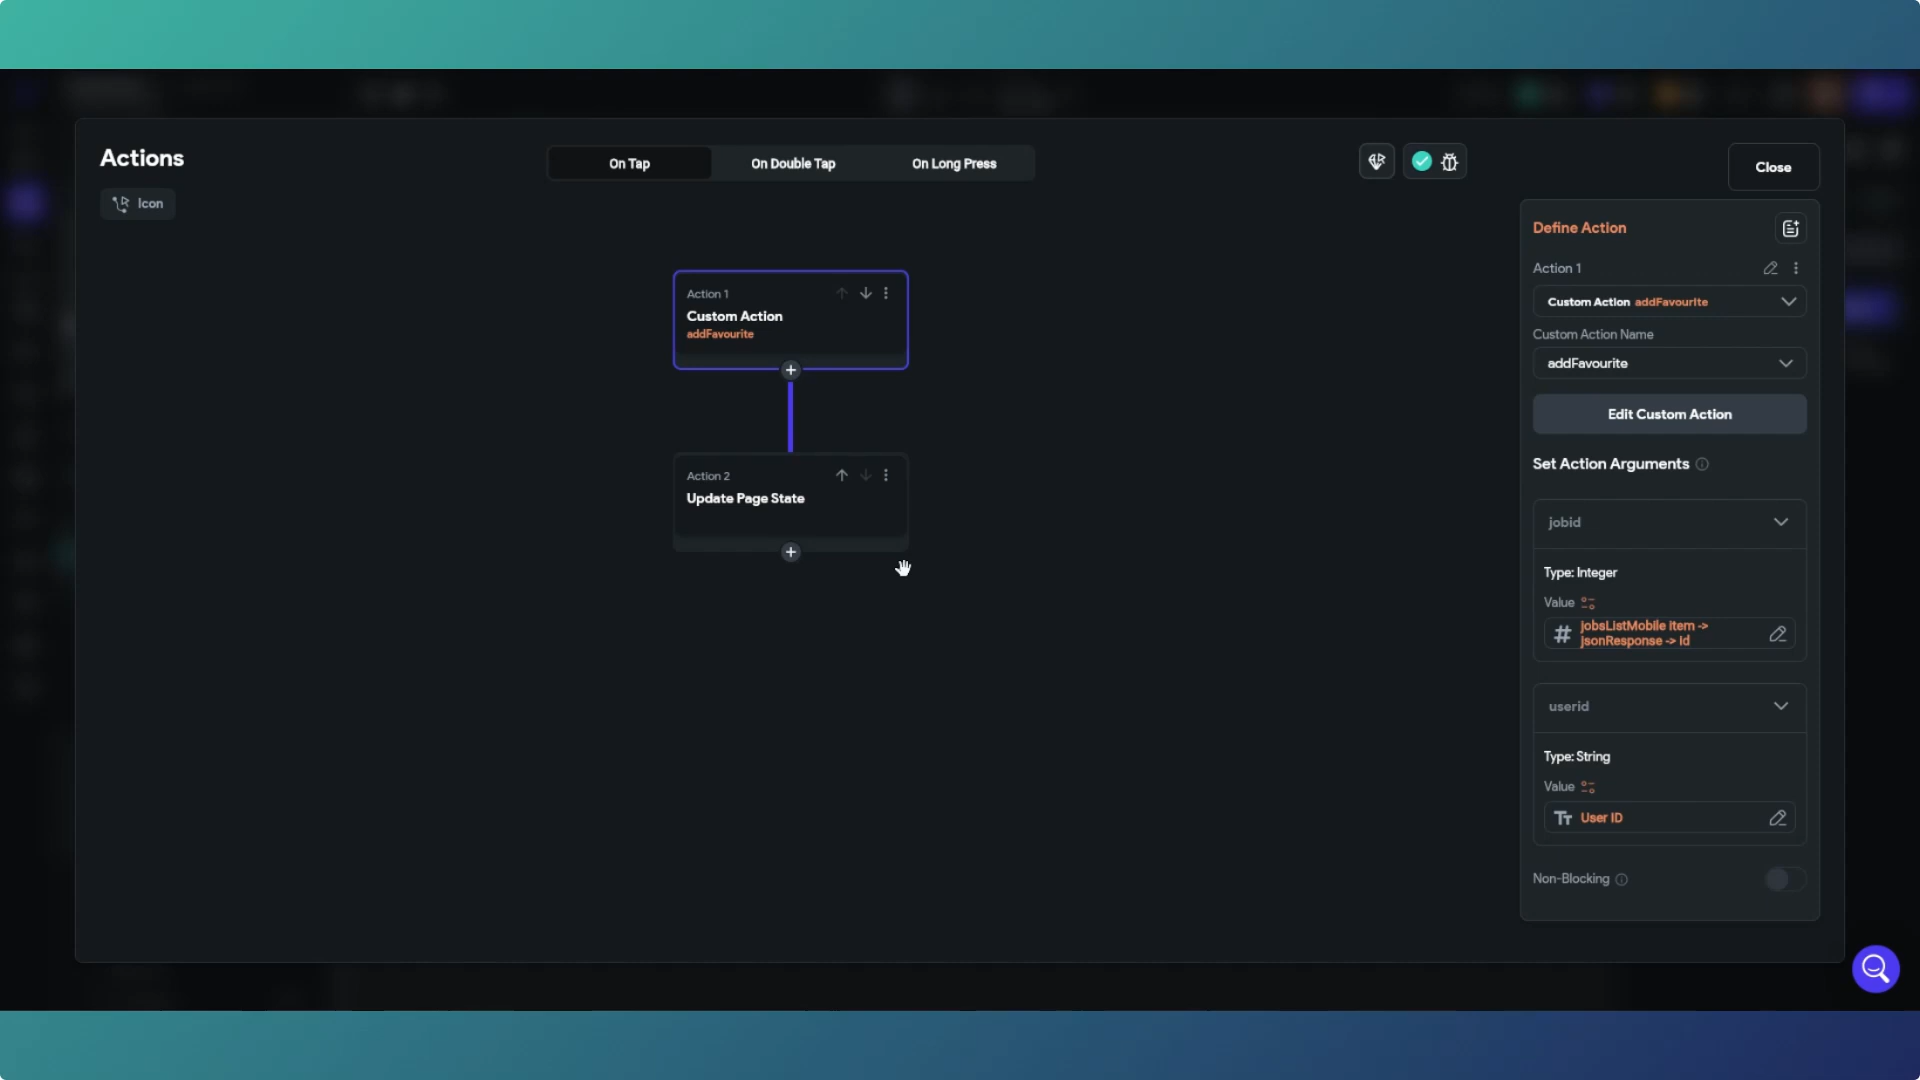 Actions
Icon
On Tap
On Double Tap
On Long Press
Close
Action 1
Custom Action
addFavourite
Action 2
Update Page State
Define Action
Action 1
Custom Action addFavourite
Custom Action Name
addFavourite
Edit Custom Action
Set Action Arguments
jobid
Type: Integer
Value
jobsListMobile item ->
jsonResponse -> id
userid
Type: String
Value
User ID
Non-Blocking